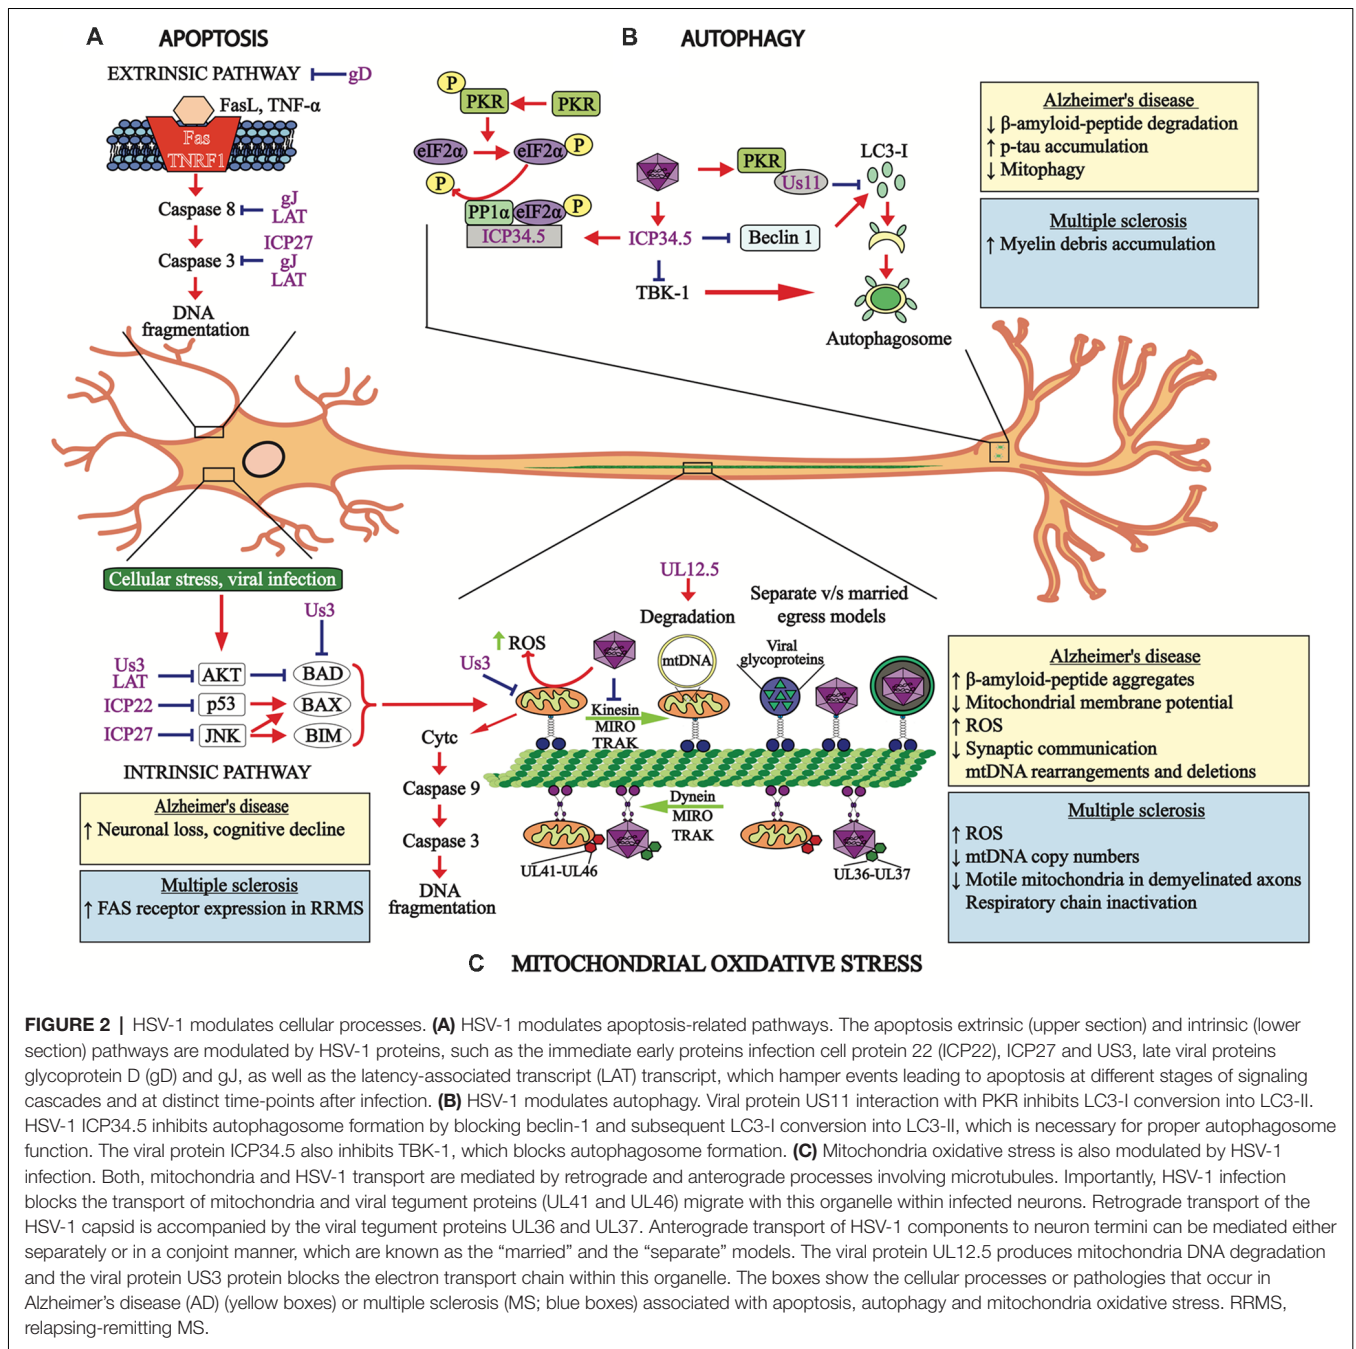 A APOPTOSIS
EXTRINSIC PATHWAY gD
FasL, TNF-α
Fas
TNRF1
Caspase 8
gJ
LAT
ICP27
Caspase 3
gJ
LAT
DNA
fragmentation
B AUTOPHAGY
P
PKR PKR
eIF2α eIF2α P
P
PP1α eIF2α P
ICP34.5
PKR
Us11
LC3-I
ICP34.5 Beclin 1
TBK-1
Autophagosome
Alzheimer's disease
↓ β-amyloid-peptide degradation
↑ p-tau accumulation
↓ Mitophagy
Multiple sclerosis
↑ Myelin debris accumulation
Cellular stress, viral infection
Us3
Us3
LAT
AKT BAD
ICP22 p53 BAX
ICP27 JNK BIM
INTRINSIC PATHWAY
Alzheimer's disease
↑ Neuronal loss, cognitive decline
Multiple sclerosis
↑ FAS receptor expression in RRMS
UL12.5
Degradation
Separate v/s married
egress models
↑ ROS
Us3
mtDNA
Viral
glycoproteins
Kinesin
MIRO
TRAK
Cytc
Caspase 9
Caspase 3
DNA
fragmentation
Dynein
MIRO
TRAK
UL41-UL46
UL36-UL37
Alzheimer's disease
↑ β-amyloid-peptide aggregates
↓ Mitochondrial membrane potential
↑ ROS
↓ Synaptic communication
mtDNA rearrangements and deletions
Multiple sclerosis
↑ ROS
↓ mtDNA copy numbers
↓ Motile mitochondria in demyelinated axons
Respiratory chain inactivation
C MITOCHONDRIAL OXIDATIVE STRESS
FIGURE 2 | HSV-1 modulates cellular processes. (A) HSV-1 modulates apoptosis-related pathways. The apoptosis extrinsic (upper section) and intrinsic (lower
section) pathways are modulated by HSV-1 proteins, such as the immediate early proteins infection cell protein 22 (ICP22), ICP27 and US3, late viral proteins
glycoprotein D (gD) and gJ, as well as the latency-associated transcript (LAT) transcript, which hamper events leading to apoptosis at different stages of signaling
cascades and at distinct time-points after infection. (B) HSV-1 modulates autophagy. Viral protein US11 interaction with PKR inhibits LC3-I conversion into LC3-II.
HSV-1 ICP34.5 inhibits autophagosome formation by blocking beclin-1 and subsequent LC3-I conversion into LC3-II, which is necessary for proper autophagosome
function. The viral protein ICP34.5 also inhibits TBK-1, which blocks autophagosome formation. (C) Mitochondria oxidative stress is also modulated by HSV-1
infection. Both, mitochondria and HSV-1 transport are mediated by retrograde and anterograde processes involving microtubules. Importantly, HSV-1 infection
blocks the transport of mitochondria and viral tegument proteins (UL41 and UL46) migrate with this organelle within infected neurons. Retrograde transport of the
HSV-1 capsid is accompanied by the viral tegument proteins UL36 and UL37. Anterograde transport of HSV-1 components to neuron termini can be mediated either
separately or in a conjoint manner, which are known as the “married” and the “separate” models. The viral protein UL12.5 produces mitochondria DNA degradation
and the viral protein US3 protein blocks the electron transport chain within this organelle. The boxes show the cellular processes or pathologies that occur in
Alzheimer’s disease (AD) (yellow boxes) or multiple sclerosis (MS; blue boxes) associated with apoptosis, autophagy and mitochondria oxidative stress. RRMS,
relapsing-remitting MS.